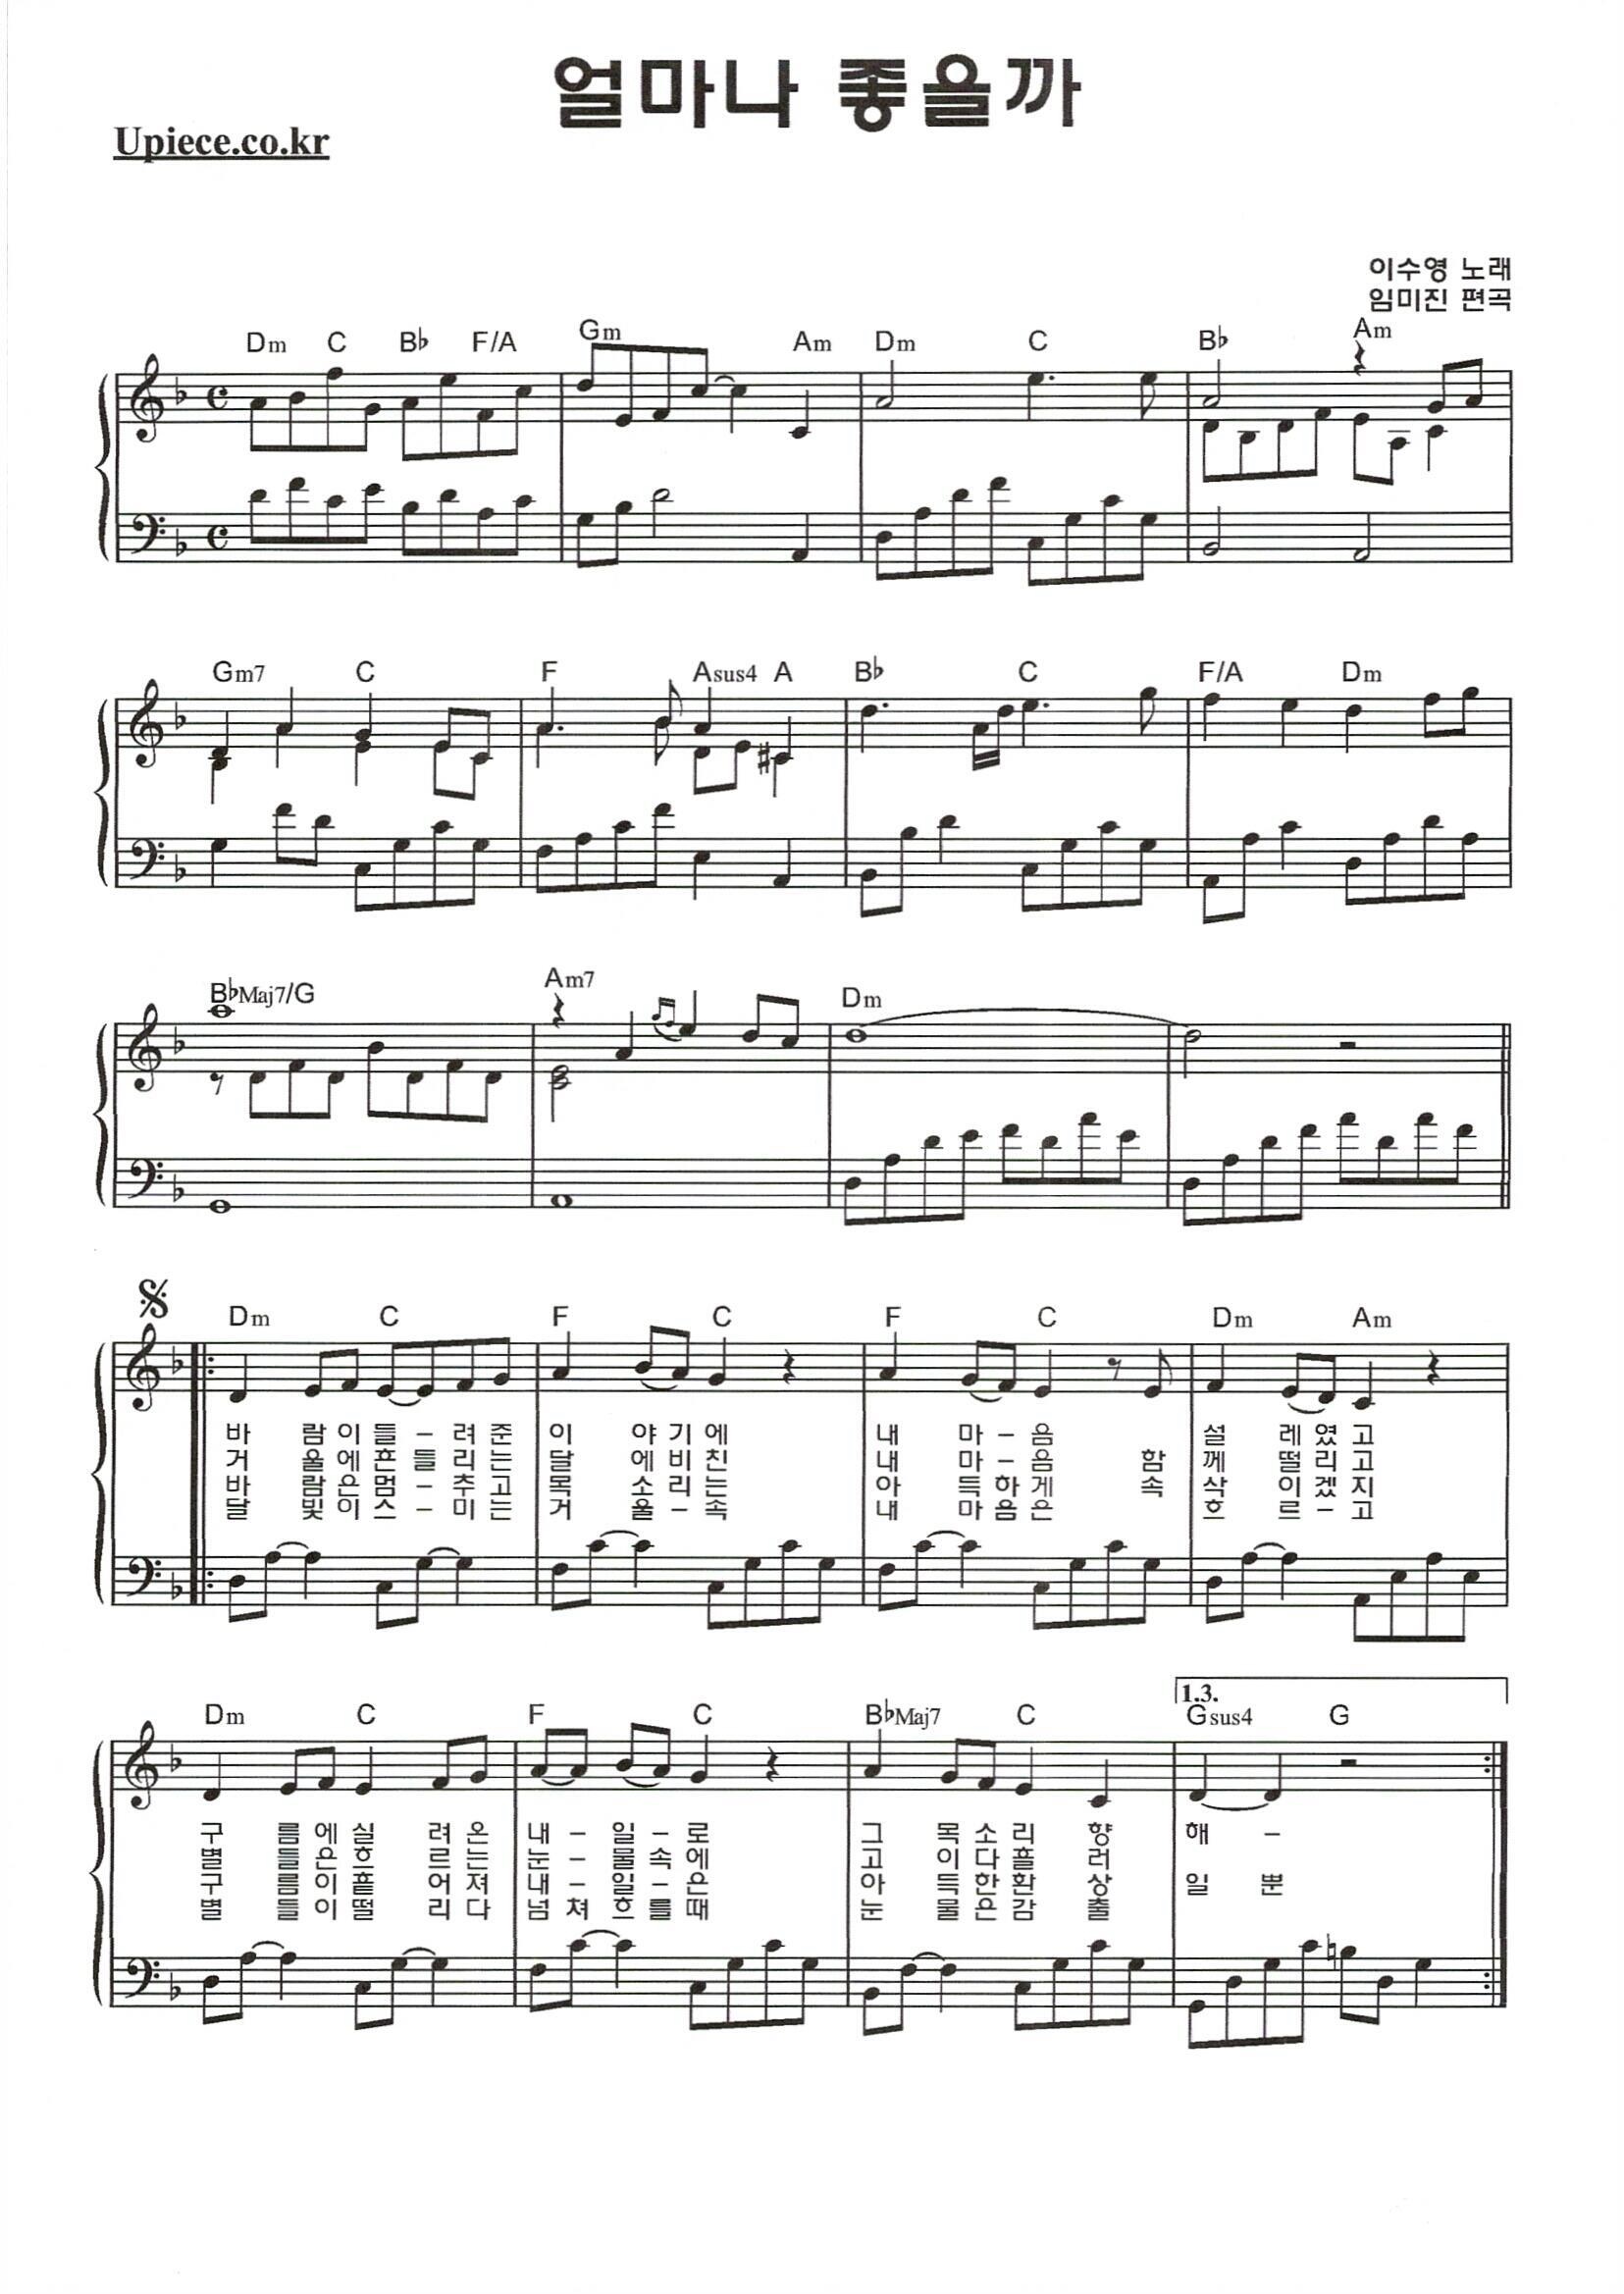 얼마나 좋을까
Upiece.co.kr
이수영 노래
임미진 편곡
Dm C B♭ F/A Gm Am Dm C B♭ Am
Gm7 C F Asus4 A B♭ C F/A Dm
B♭Maj7/G Am7 Dm
Dm C F C F C Dm Am
바 람이들-려준 이 야기에 내 마-음 설 레였고
거 울에흔들리는 달 에비친 내 마-음 함 께 떨리고
바 람은멈-추고 목 소리는 아 득하게 속 삭 이겠지
달 빛이스-미는 거 울-속 내 마음은 흐 르-고
Dm C F C B♭Maj7 C 1.3. Gsus4 G
구 름에실 려온 내-일-로 그 목소리 향 해 -
별 들은흐 르는 눈-물속에 고 이다흘 러
구 름이흩 어져 내-일-은 아 득한환 상 일 뿐
별 들이떨 리다 넘쳐흐를때 눈 물은감 출